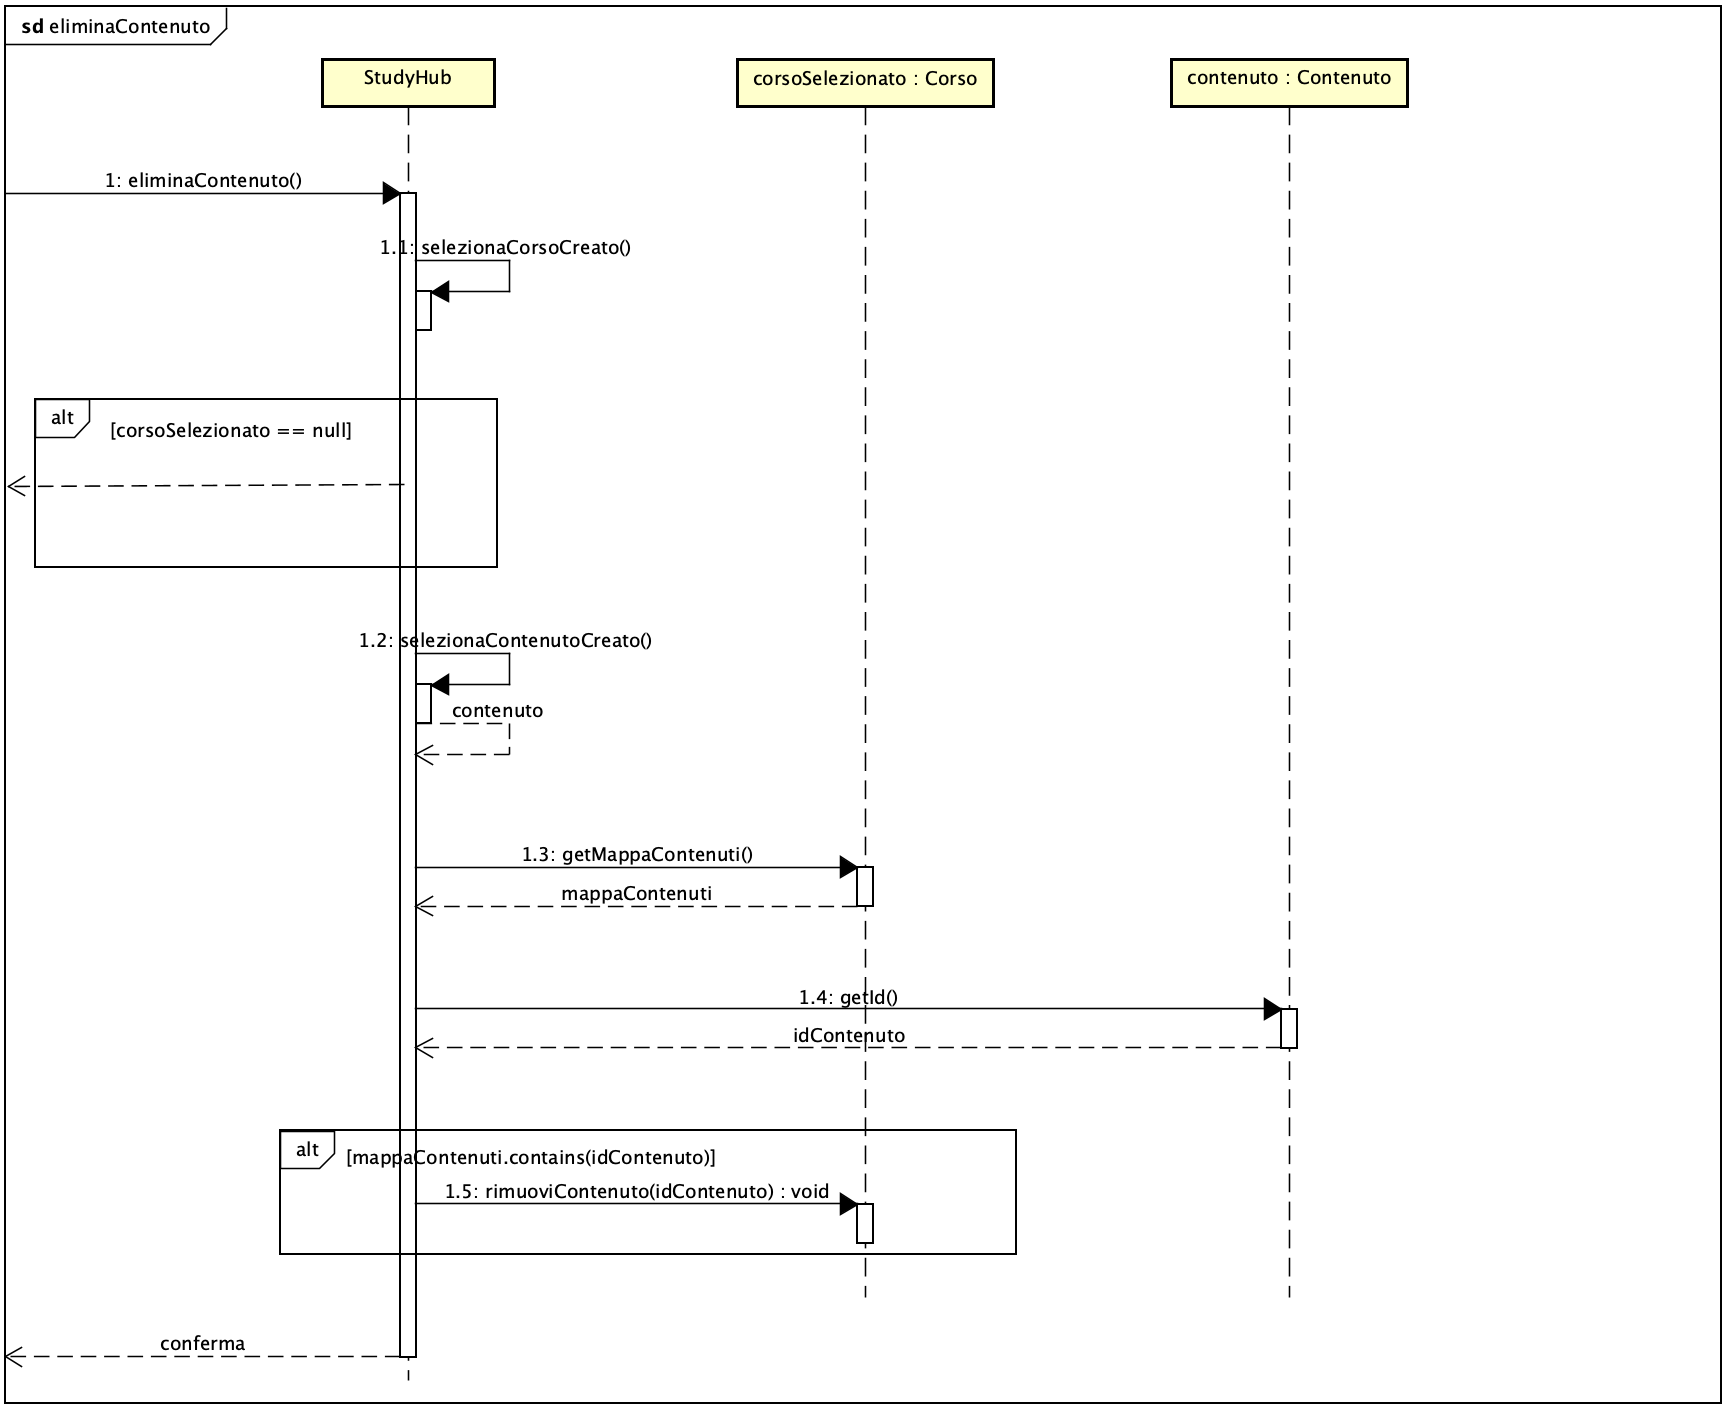 sd eliminaContenuto
StudyHub
corsoSelezionato : Corso
contenuto : Contenuto
1: eliminaContenuto()
1.1: selezionaCorsoCreato()
alt
[corsoSelezionato == null]
1.2: selezionaContenutoCreato()
contenuto
1.3: getMappaContenuti()
mappaContenuti
1.4: getId()
idContenuto
alt
[mappaContenuti.contains(idContenuto)]
1.5: rimuoviContenuto(idContenuto) : void
conferma